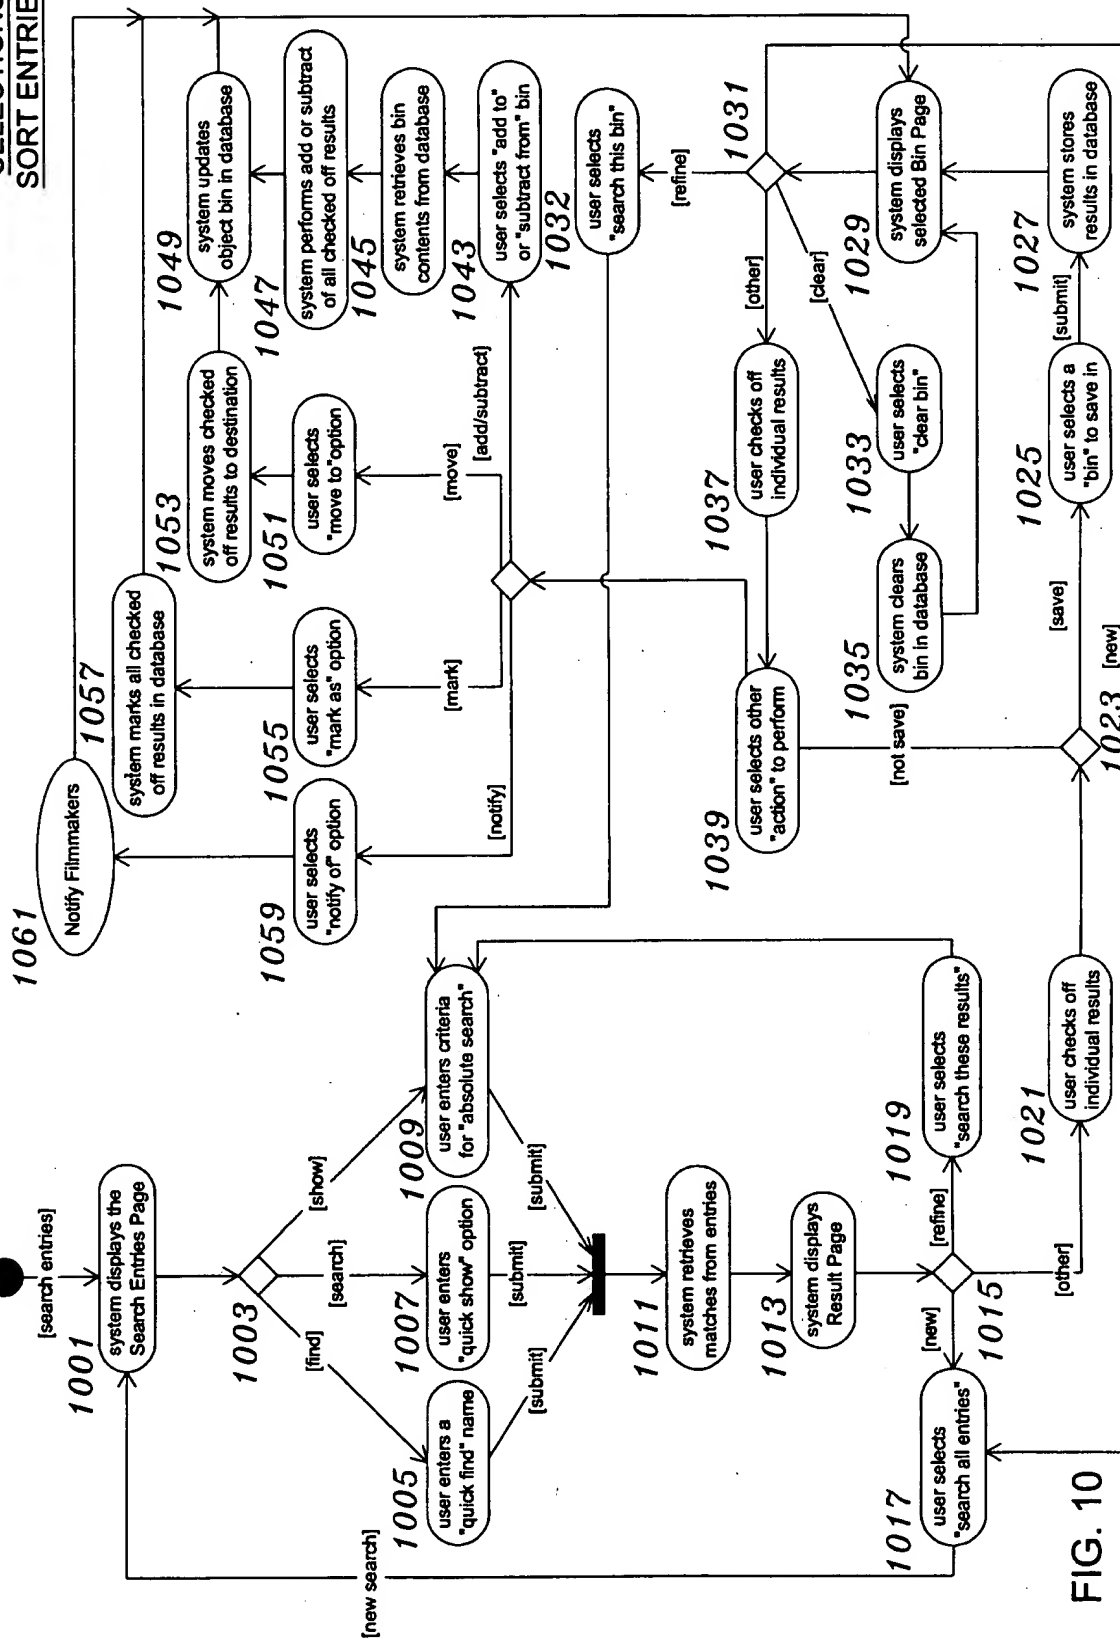 SORT ENTRIE
[search entries]
1001
system displays the
Search Entries Page
1003
[find]
[search]
[show]
1005
user enters a
"quick find" name
1007
user enters
"quick show" option
1009
user enters criteria
for "absolute search"
[submit]
[submit]
[submit]
1011
system retrieves
matches from entries
1013
system displays
Result Page
1015
[new]
[refine]
[other]
1017
user selects
"search all entries"
[new search]
1019
user selects
"search these results"
1021
user checks off
individual results
1023
[new]
[not save]
[save]
1025
user selects a
"bin" to save in
[submit]
1027
system stores
results in database
1029
system displays
selected Bin Page
1031
[refine]
[other]
[clear]
1032
user selects
"search this bin"
1033
user selects
"clear bin"
1035
system clears
bin in database
1037
user checks off
individual results
1039
user selects other
"action" to perform
[notify]
[mark]
[move]
[add/subtract]
1043
user selects "add to"
or "subtract from" bin
1045
system retrieves bin
contents from database
1047
system performs add or subtract
of all checked off results
1049
system updates
object bin in database
1051
user selects
"move to"option
1053
system moves checked
off results to destination
1055
user selects
"mark as" option
1057
system marks all checked
off results in database
1059
user selects
"notify of" option
1061
Notify Filmmakers
FIG. 10